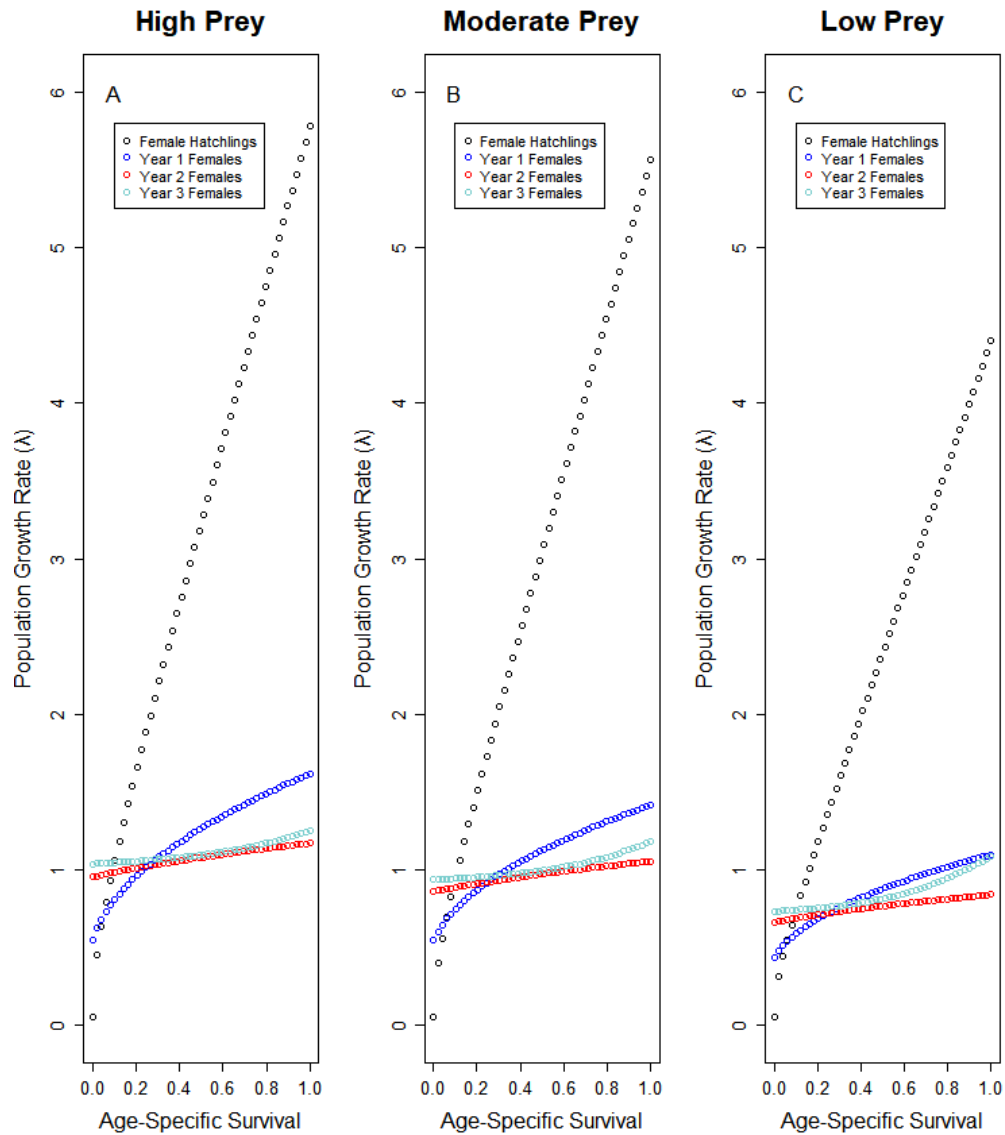 High Prey
A
Female Hatchlings
Year 1 Females
Year 2 Females
Year 3 Females
Population Growth Rate (λ)
0
1
2
3
4
5
6
0.0 0.2 0.4 0.6 0.8 1.0
Age-Specific Survival
Moderate Prey
B
Female Hatchlings
Year 1 Females
Year 2 Females
Year 3 Females
Population Growth Rate (λ)
0
1
2
3
4
5
6
0.0 0.2 0.4 0.6 0.8 1.0
Age-Specific Survival
Low Prey
C
Female Hatchlings
Year 1 Females
Year 2 Females
Year 3 Females
Population Growth Rate (λ)
0
1
2
3
4
5
6
0.0 0.2 0.4 0.6 0.8 1.0
Age-Specific Survival